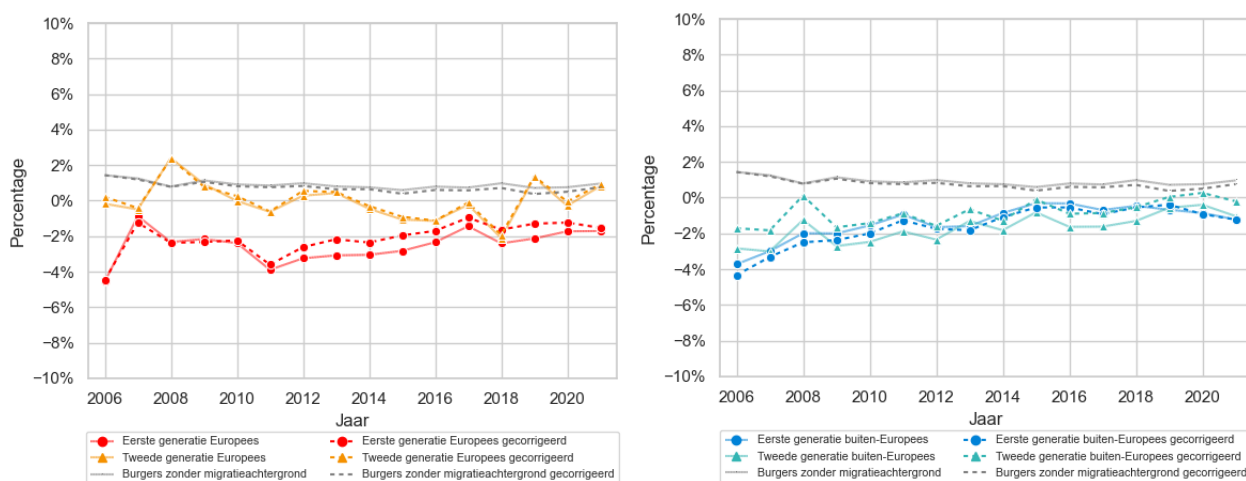 10%
8%
6%
4%
2%
0%
−2%
−4%
−6%
−8%
−10%
Percentage
2006 2008 2010 2012 2014 2016 2018 2020
Jaar
Eerste generatie Europees
Tweede generatie Europees
Burgers zonder migratieachtergrond
Eerste generatie Europees gecorrigeerd
Tweede generatie Europees gecorrigeerd
Burgers zonder migratieachtergrond gecorrigeerd
10%
8%
6%
4%
2%
0%
−2%
−4%
−6%
−8%
−10%
Percentage
2006 2008 2010 2012 2014 2016 2018 2020
Jaar
Eerste generatie buiten-Europees
Tweede generatie buiten-Europees
Burgers zonder migratieachtergrond
Eerste generatie buiten-Europees gecorrigeerd
Tweede generatie buiten-Europees gecorrigeerd
Burgers zonder migratieachtergrond gecorrigeerd